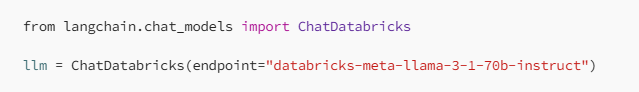 from langchain.chat_models import ChatDatabricks
llm = ChatDatabricks(endpoint="databricks-meta-llama-3-1-70b-instruct")